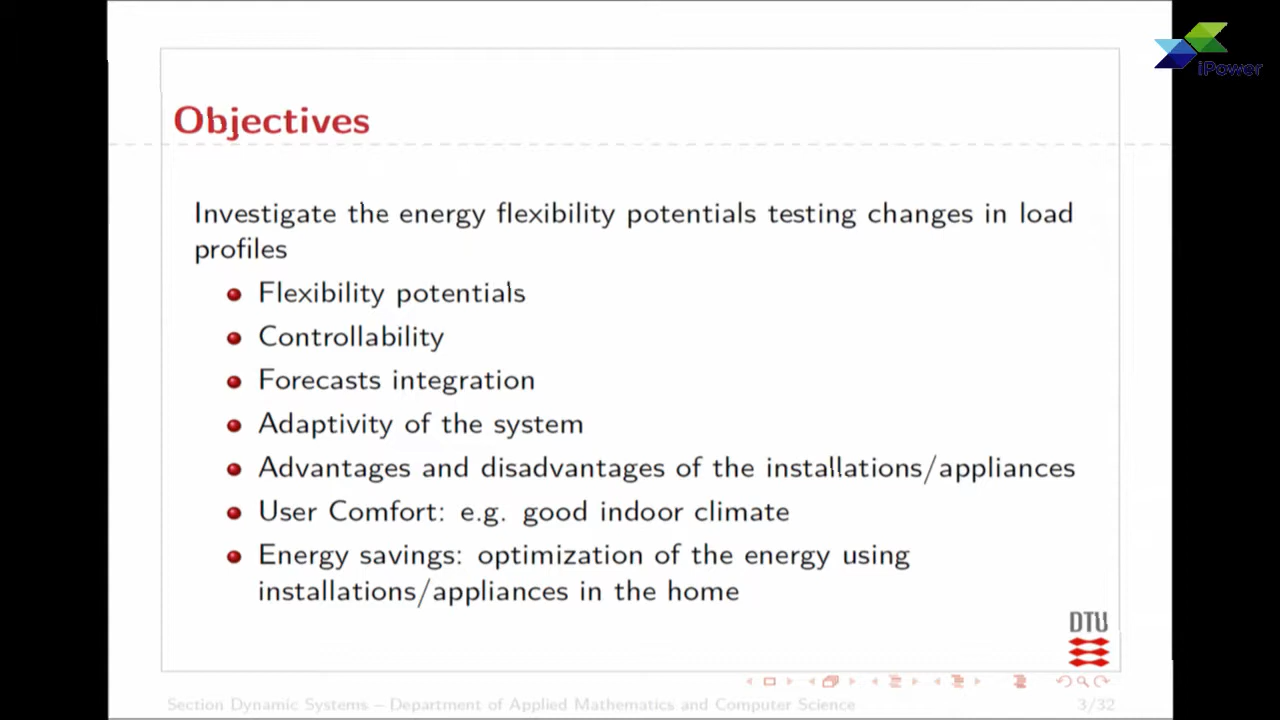 iPower
Objectives
Investigate the energy flexibility potentials testing changes in load
profiles
Flexibility potentials
Controllability
Forecasts integration
Adaptivity of the system
Advantages and disadvantages of the installations/appliances
User Comfort: e.g. good indoor climate
Energy savings: optimization of the energy using
installations/appliances in the home
DTU
Section Dynamic Systems – Department of Applied Mathematics and Computer Science
3/32